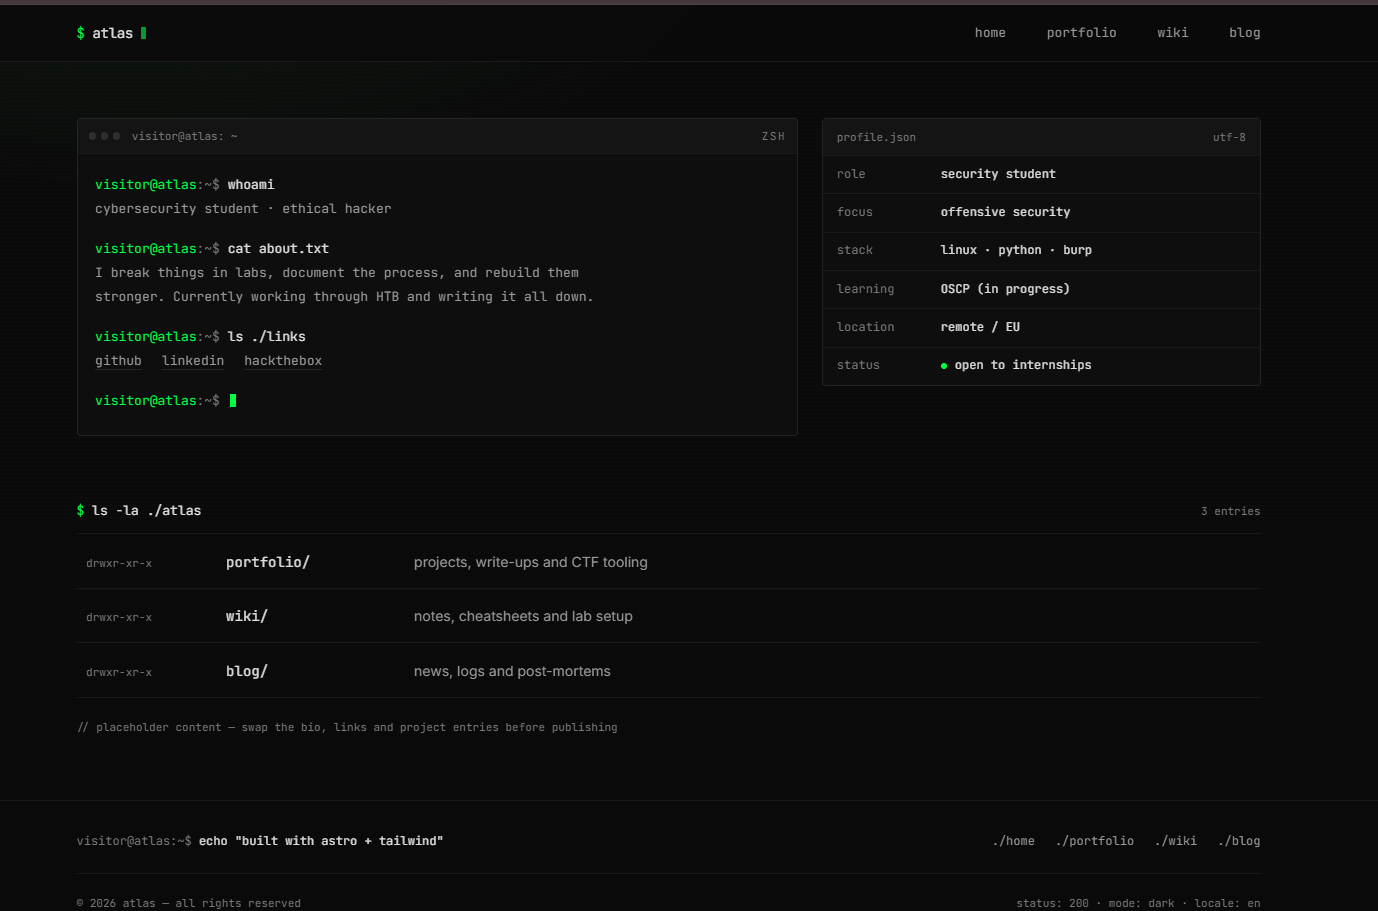 $ atlas
home portfolio wiki blog
visitor@atlas: ~ ZSH
visitor@atlas:~$ whoami
cybersecurity student · ethical hacker
visitor@atlas:~$ cat about.txt
I break things in labs, document the process, and rebuild them
stronger. Currently working through HTB and writing it all down.
visitor@atlas:~$ ls ./links
github linkedin hackthebox
visitor@atlas:~$
profile.json utf-8
role security student
focus offensive security
stack linux · python · burp
learning OSCP (in progress)
location remote / EU
status ● open to internships
$ ls -la ./atlas 3 entries
drwxr-xr-x portfolio/ projects, write-ups and CTF tooling
drwxr-xr-x wiki/ notes, cheatsheets and lab setup
drwxr-xr-x blog/ news, logs and post-mortems
// placeholder content — swap the bio, links and project entries before publishing
visitor@atlas:~$ echo "built with astro + tailwind"
./home ./portfolio ./wiki ./blog
© 2026 atlas — all rights reserved
status: 200 · mode: dark · locale: en